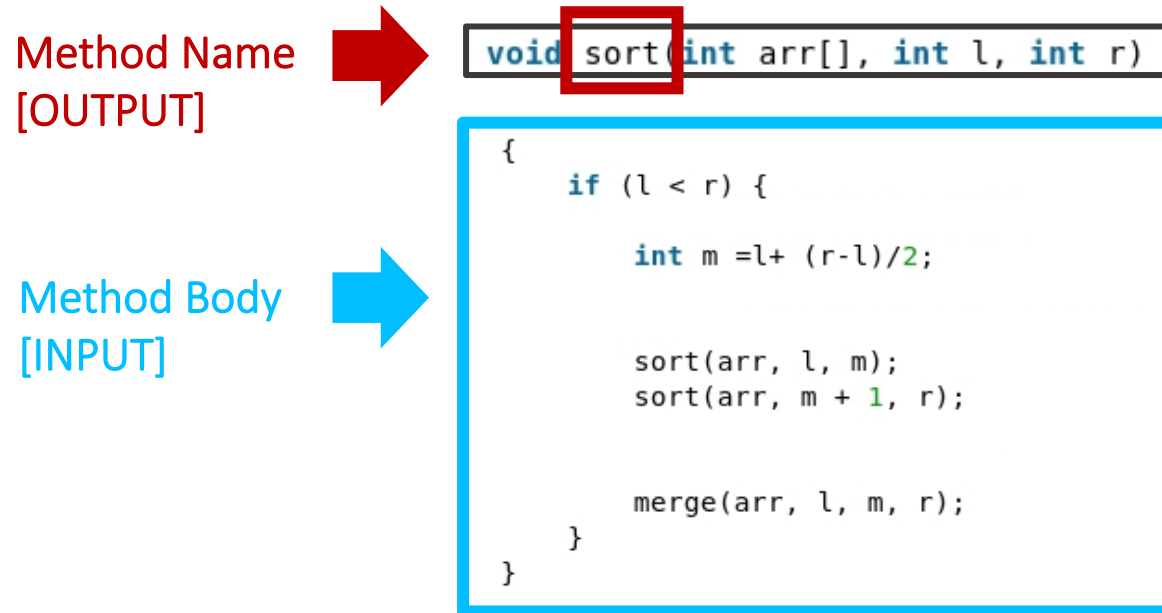 Method Name
[OUTPUT]
void sort(int arr[], int l, int r)
{
    if (l < r) {
        int m =l+ (r-l)/2;
Method Body
[INPUT]
        sort(arr, l, m);
        sort(arr, m + 1, r);
        merge(arr, l, m, r);
    }
}